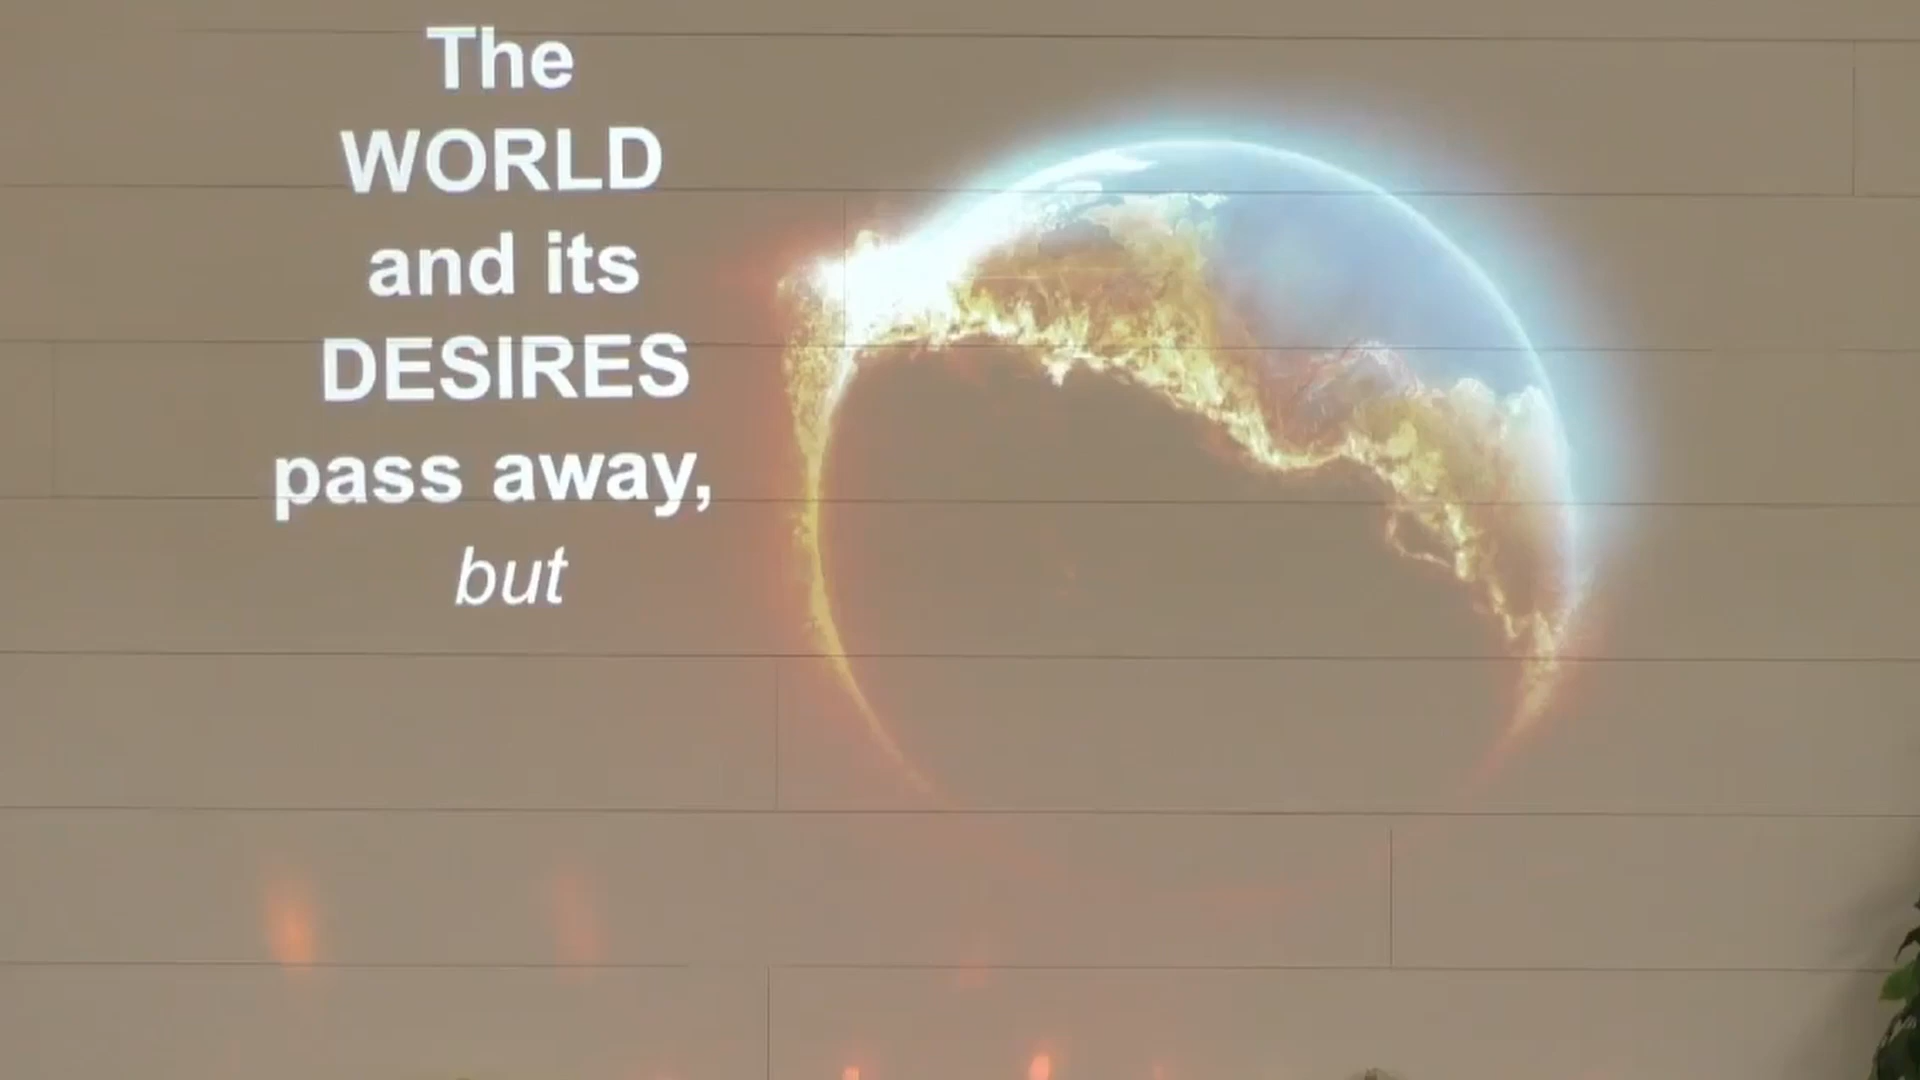 The
WORLD
and its
DESIRES
pass away,
but